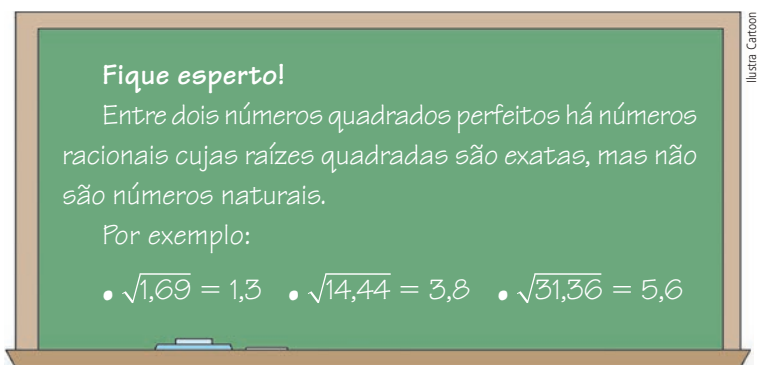 Fique esperto!
Entre dois números quadrados perfeitos há números
racionais cujas raízes quadradas são exatas, mas não
são números naturais.
Por exemplo:
• √1,69 = 1,3 • √14,44 = 3,8 • √31,36 = 5,6
Ilustra Cartoon